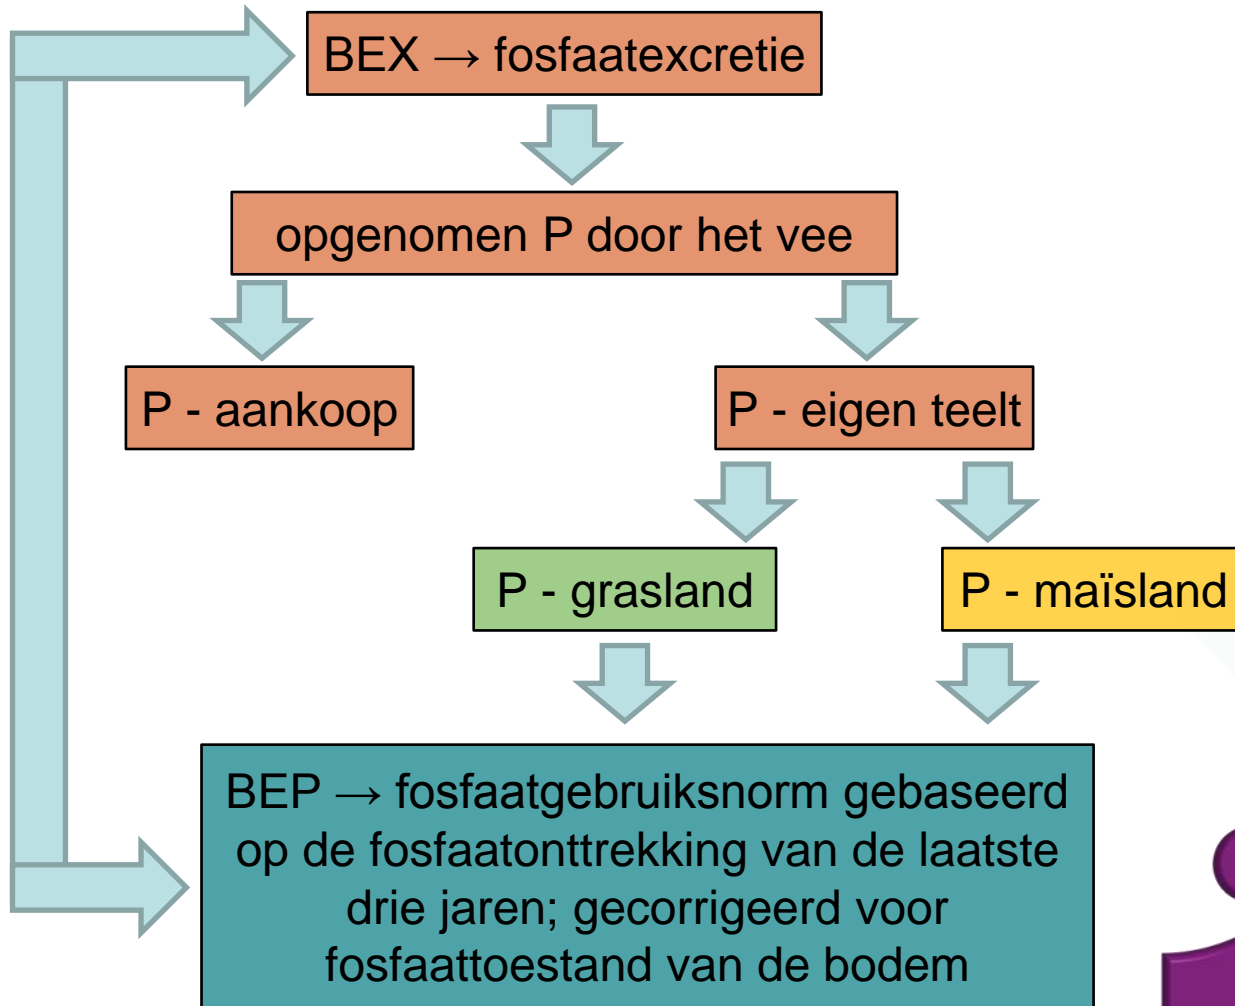 BEX → fosfaatexcretie
opgenomen P door het vee
P - aankoop
P - eigen teelt
P - grasland
P - maïsland
BEP → fosfaatgebruiksnorm gebaseerd
op de fosfaatonttrekking van de laatste
drie jaren; gecorrigeerd voor
fosfaattoestand van de bodem